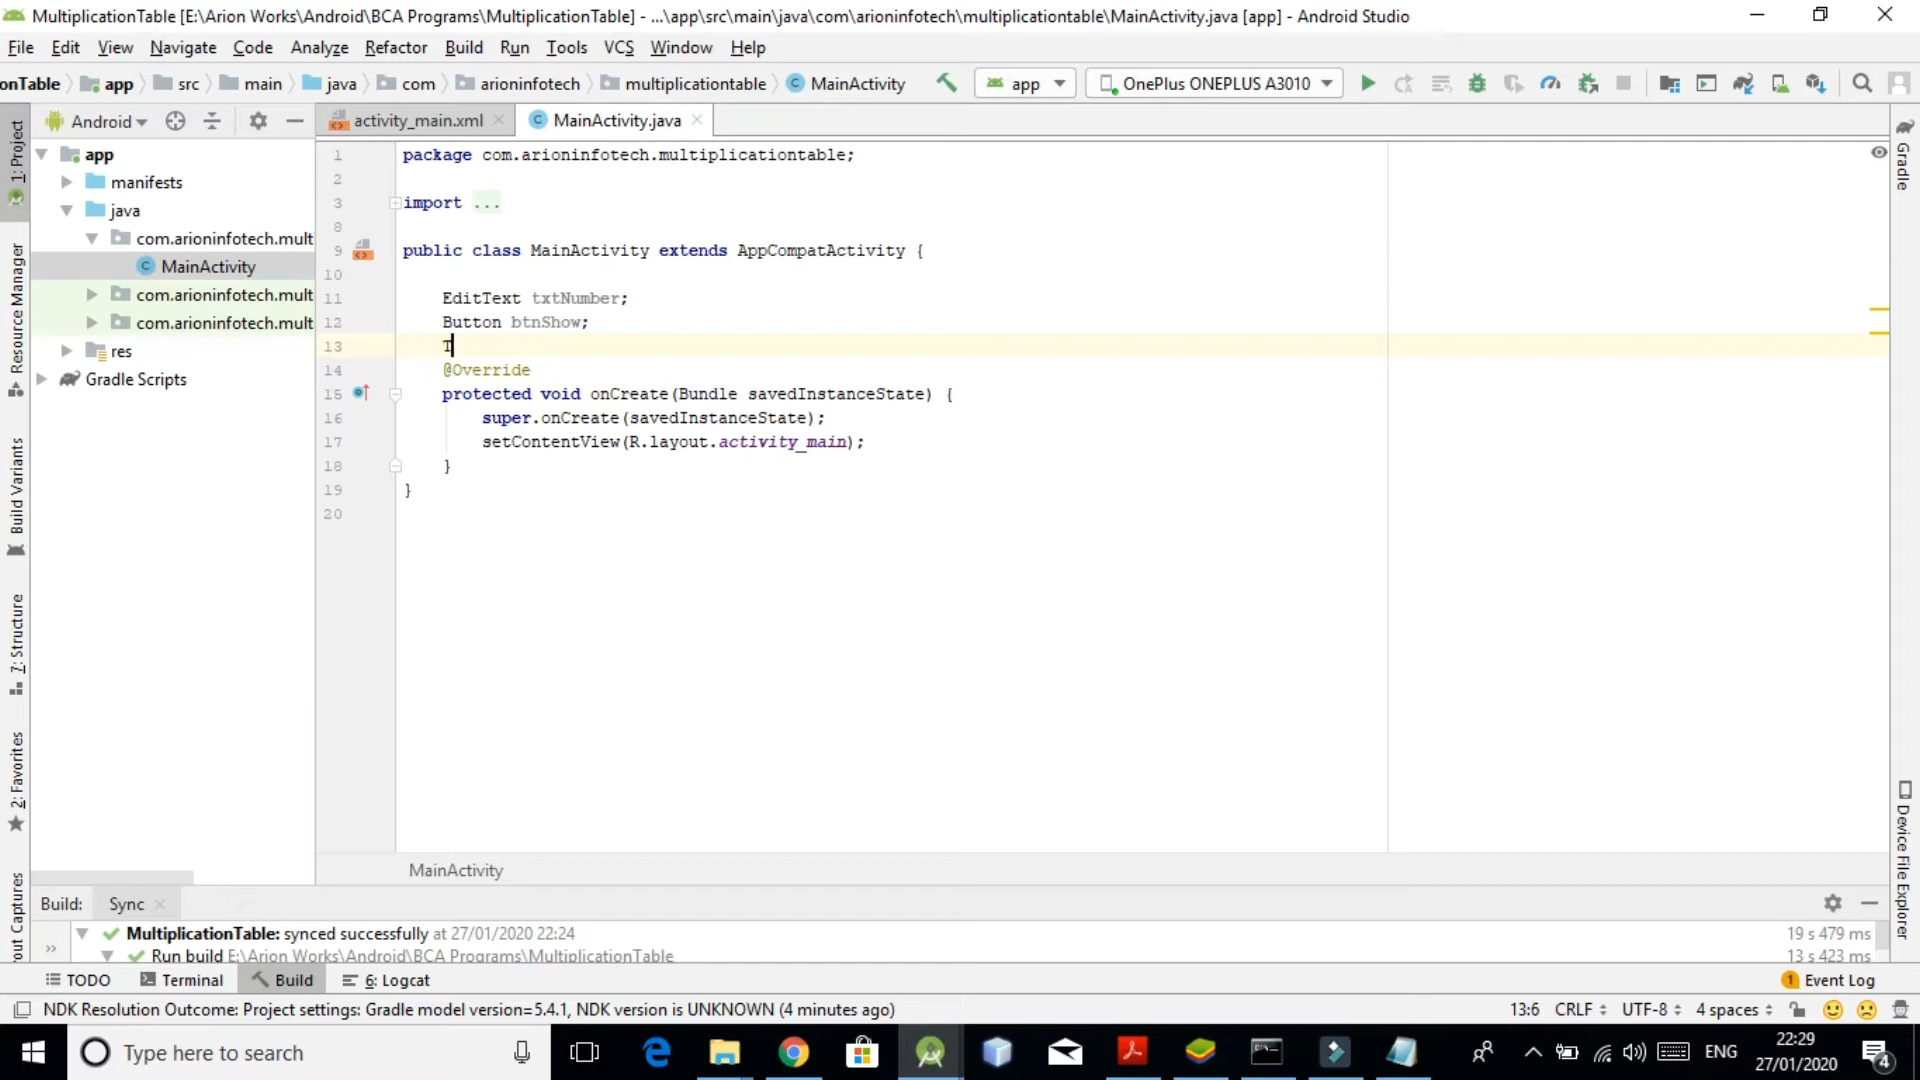 MultiplicationTable [E:\Arion Works\Android\BCA Programs\MultiplicationTable] - ...\app\src\main\java\com\arioninfotech\multiplicationtable\MainActivity.java [app] - Android Studio
File Edit View Navigate Code Analyze Refactor Build Run Tools VCS Window Help
onTable app src main java com arioninfotech multiplicationtable MainActivity app OnePlus ONEPLUS A3010
Android activity_main.xml MainActivity.java
1: Project
Resource Manager
Build Variants
7: Structure
2: Favorites
out Captures
app
manifests
java
com.arioninfotech.mult
MainActivity
com.arioninfotech.mult
com.arioninfotech.mult
res
Gradle Scripts
1 package com.arioninfotech.multiplicationtable;
2
3 import ...
8
9 public class MainActivity extends AppCompatActivity {
10
11 EditText txtNumber;
12 Button btnShow;
13 T
14 @Override
15 protected void onCreate(Bundle savedInstanceState) {
16 super.onCreate(savedInstanceState);
17 setContentView(R.layout.activity_main);
18 }
19 }
20
MainActivity
Gradle
Device File Explorer
Build: Sync
MultiplicationTable: synced successfully at 27/01/2020 22:24 19 s 479 ms
Run build E:\Arion Works\Android\BCA Programs\MultiplicationTable 13 s 423 ms
TODO Terminal Build 6: Logcat 1 Event Log
NDK Resolution Outcome: Project settings: Gradle model version=5.4.1, NDK version is UNKNOWN (4 minutes ago) 13:6 CRLF UTF-8 4 spaces
Type here to search ENG 22:29
27/01/2020 4